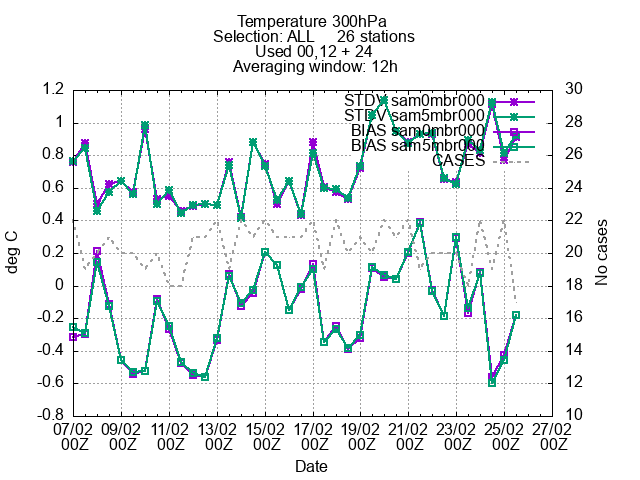 Temperature 300hPa
Selection: ALL 26 stations
Used 00,12 + 24
Averaging window: 12h
1.2
1
0.8
0.6
0.4
0.2
0
-0.2
-0.4
-0.6
-0.8
deg C
30
28
26
24
22
20
18
16
14
12
10
No cases
STDV sam0mbr000
STDV sam5mbr000
BIAS sam0mbr000
BIAS sam5mbr000
CASES
07/02 09/02 11/02 13/02 15/02 17/02 19/02 21/02 23/02 25/02 27/02
00Z 00Z 00Z 00Z 00Z 00Z 00Z 00Z 00Z 00Z 00Z
Date